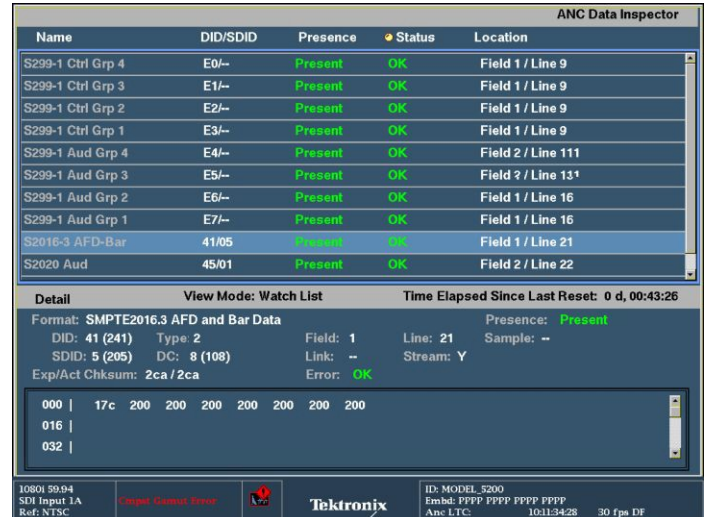 ANC Data Inspector
Name DID/SDID Presence Status Location
S299-1 Ctrl Grp 4 E0/-- Present OK Field 1 / Line 9
S299-1 Ctrl Grp 3 E1/-- Present OK Field 1 / Line 9
S299-1 Ctrl Grp 2 E2/-- Present OK Field 1 / Line 9
S299-1 Ctrl Grp 1 E3/-- Present OK Field 1 / Line 9
S299-1 Aud Grp 4 E4/-- Present OK Field 2 / Line 111
S299-1 Aud Grp 3 E5/-- Present OK Field ? / Line 131
S299-1 Aud Grp 2 E6/-- Present OK Field 1 / Line 16
S299-1 Aud Grp 1 E7/-- Present OK Field 1 / Line 16
S2016-3 AFD-Bar 41/05 Present OK Field 1 / Line 21
S2020 Aud 45/01 Present OK Field 2 / Line 22
Detail View Mode: Watch List Time Elapsed Since Last Reset: 0 d, 00:43:26
Format: SMPTE2016.3 AFD and Bar Data Presence: Present
DID: 41 (241) Type: 2 Field: 1 Line: 21 Sample: --
SDID: 5 (205) DC: 8 (108) Link: -- Stream: Y
Exp/Act Chksum: 2ca / 2ca Error: OK
000 | 17c 200 200 200 200 200 200 200
016 |
032 |
1080i 59.94
SDI Input 1A
Ref: NTSC
Cmpst Gamut Error
Tektronix
ID: MODEL_5200
Embd: PPPP PPPP PPPP PPPP
Anc LTC: 10:11:34:28 30 fps DF